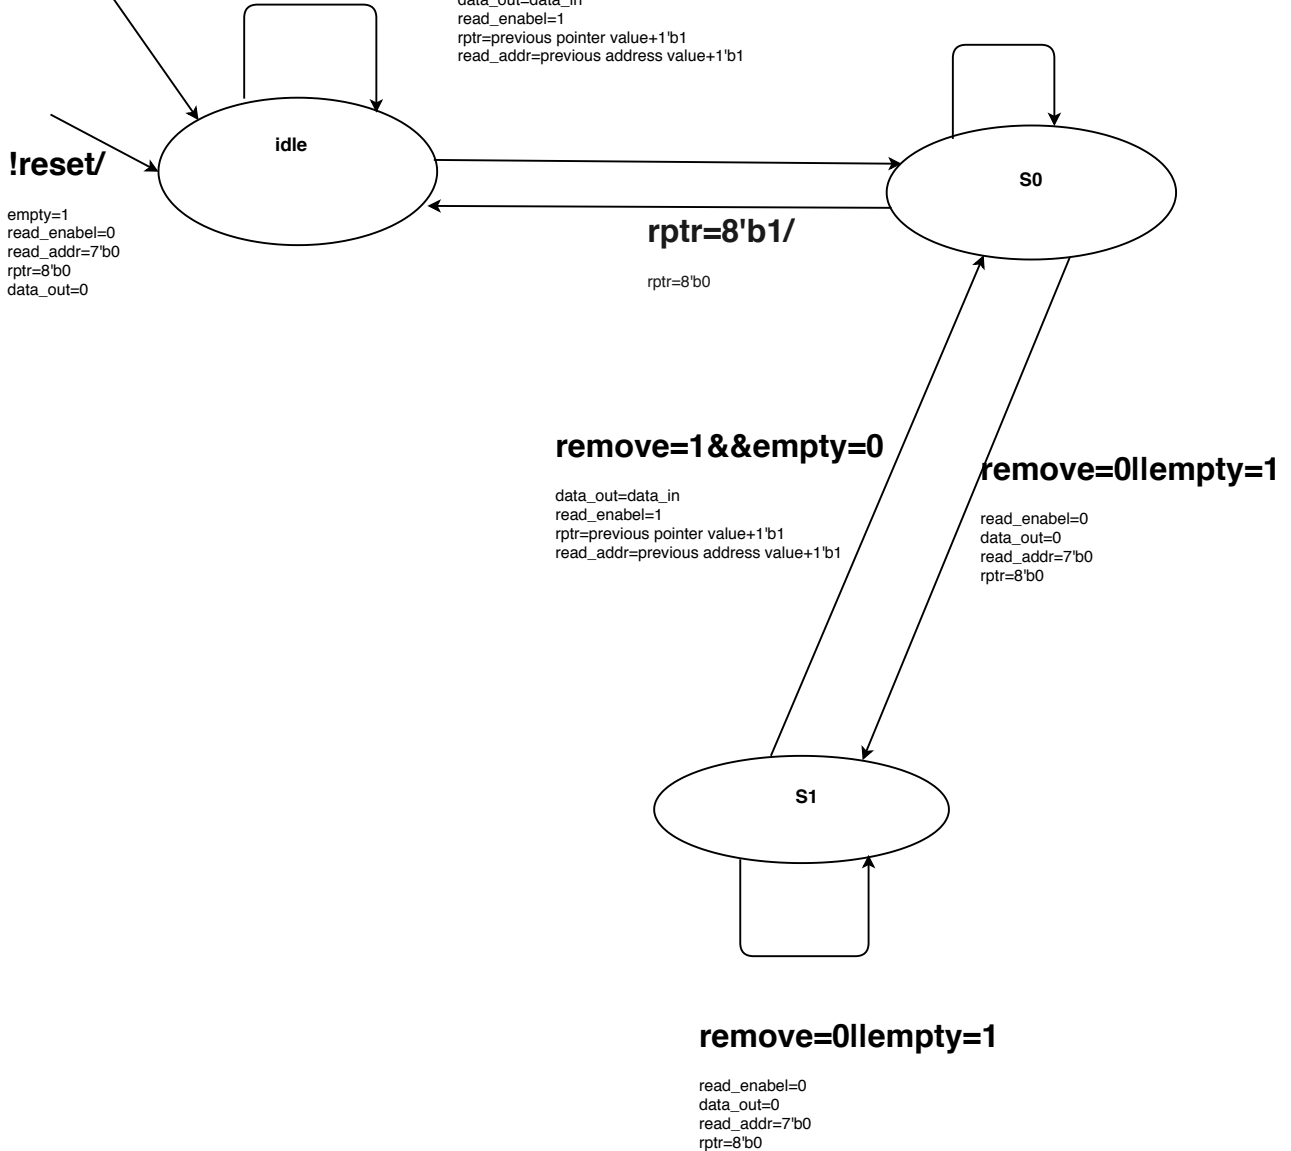 data_out=data_in
read_enabel=1
rptr=previous pointer value+1'b1
read_addr=previous address value+1'b1
idle
S0
!reset/
empty=1
read_enabel=0
read_addr=7'b0
rptr=8'b0
data_out=0
rptr=8'b1/
rptr=8'b0
remove=1&&empty=0
data_out=data_in
read_enabel=1
rptr=previous pointer value+1'b1
read_addr=previous address value+1'b1
remove=0||empty=1
read_enabel=0
data_out=0
read_addr=7'b0
rptr=8'b0
S1
remove=0||empty=1
read_enabel=0
data_out=0
read_addr=7'b0
rptr=8'b0